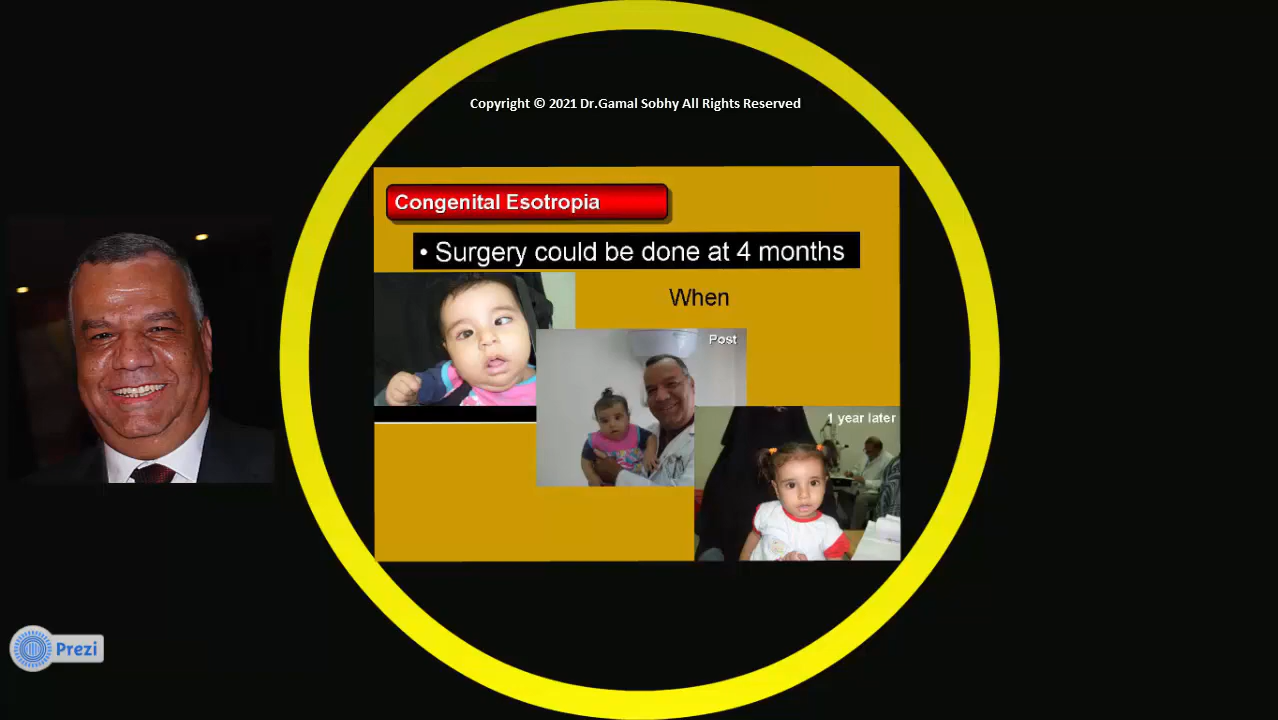 Copyright © 2021 Dr.Gamal Sobhy All Rights Reserved
Congenital Esotropia
• Surgery could be done at 4 months
When
Post
1 year later
Prezi